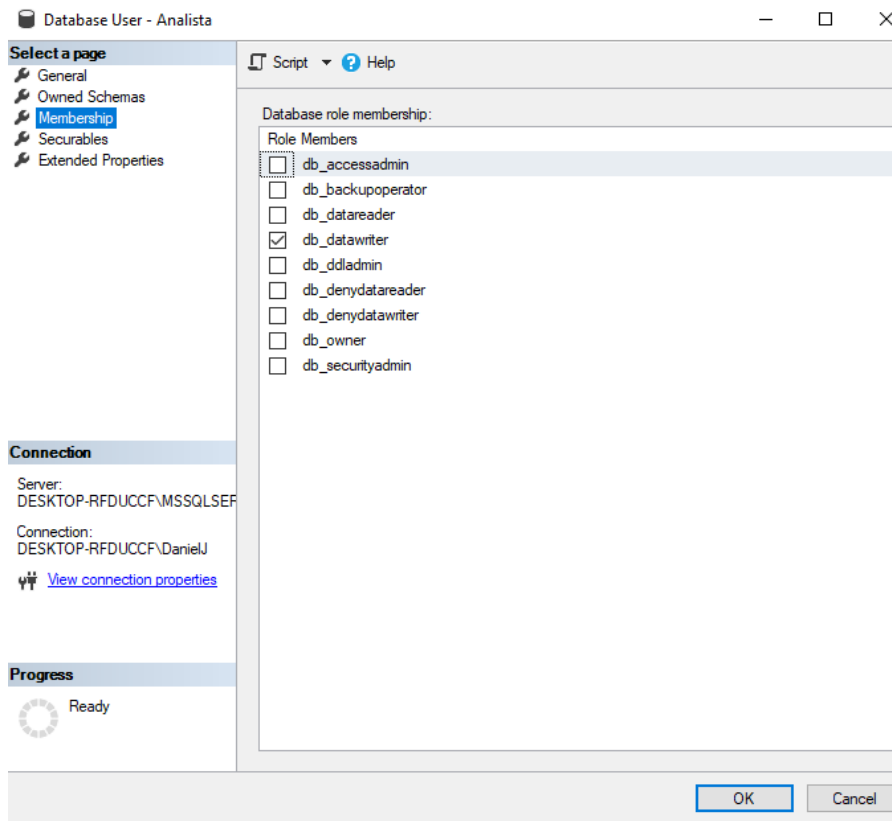 Database User - Analista
Select a page
General
Owned Schemas
Membership
Securables
Extended Properties
Script
Help
Database role membership:
Role Members
db_accessadmin
db_backupoperator
db_datareader
db_datawriter
db_ddladmin
db_denydatareader
db_denydatawriter
db_owner
db_securityadmin
Connection
Server:
DESKTOP-RFDUCCF\MSSQLSEF
Connection:
DESKTOP-RFDUCCF\DanielJ
View connection properties
Progress
Ready
OK
Cancel